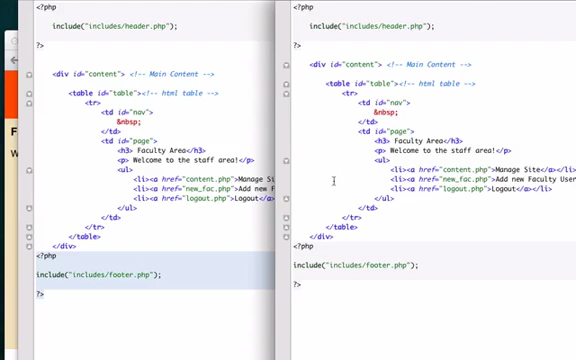 <?php
include("includes/header.php");
?>
<div id="content"> <!-- Main Content -->
<table id="table"><!-- html table -->
<tr>
<td id="nav">
&nbsp;
</td>
<td id="page">
<h3> Faculty Area</h3>
<p> Welcome to the staff area!</p>
<ul>
<li><a href="content.php">Manage Si
<li><a href="new_fac.php">Add new F
<li><a href="logout.php">Logout</a>
</ul>
</td>
</tr>
</table>
</div>
<?php
include("includes/footer.php");
?>
<?php
include("includes/header.php");
?>
<div id="content"> <!-- Main Content -->
<table id="table"><!-- html table -->
<tr>
<td id="nav">
&nbsp;
</td>
<td id="page">
<h3> Faculty Area</h3>
<p> Welcome to the staff area!</p>
<ul>
<li><a href="content.php">Manage Site</a></li>
<li><a href="new_fac.php">Add new Faculty User
<li><a href="logout.php">Logout</a></li>
</ul>
</td>
</tr>
</table>
</div>
<?php
include("includes/footer.php");
?>